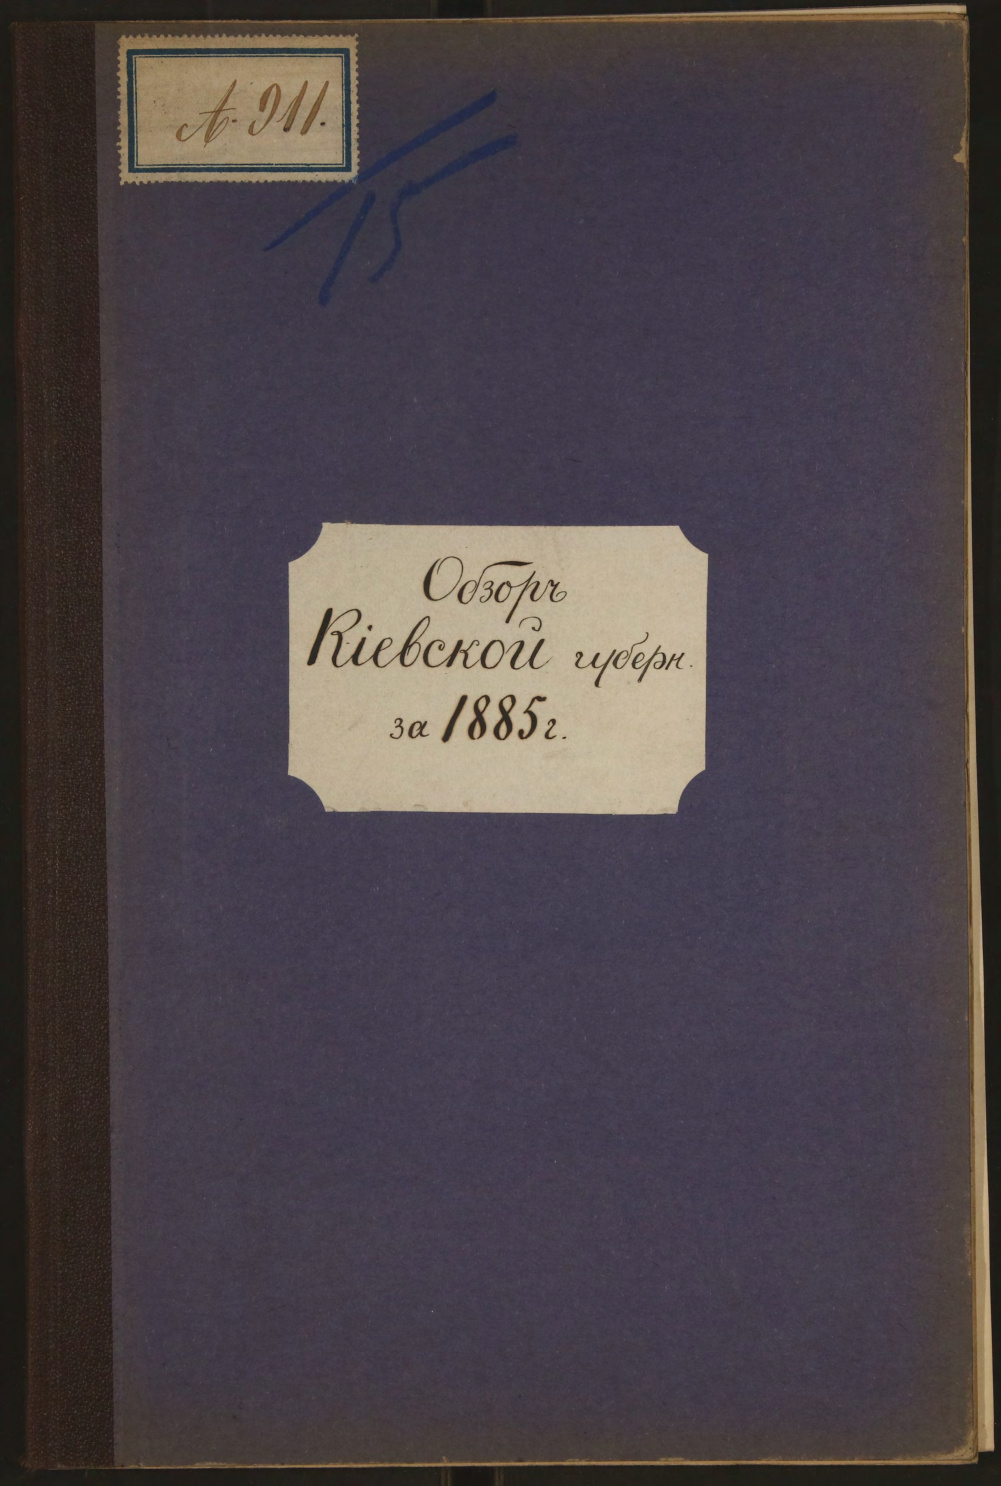 А. 911.
15
Обзоръ
Кіевской губерн.
за 1885 г.